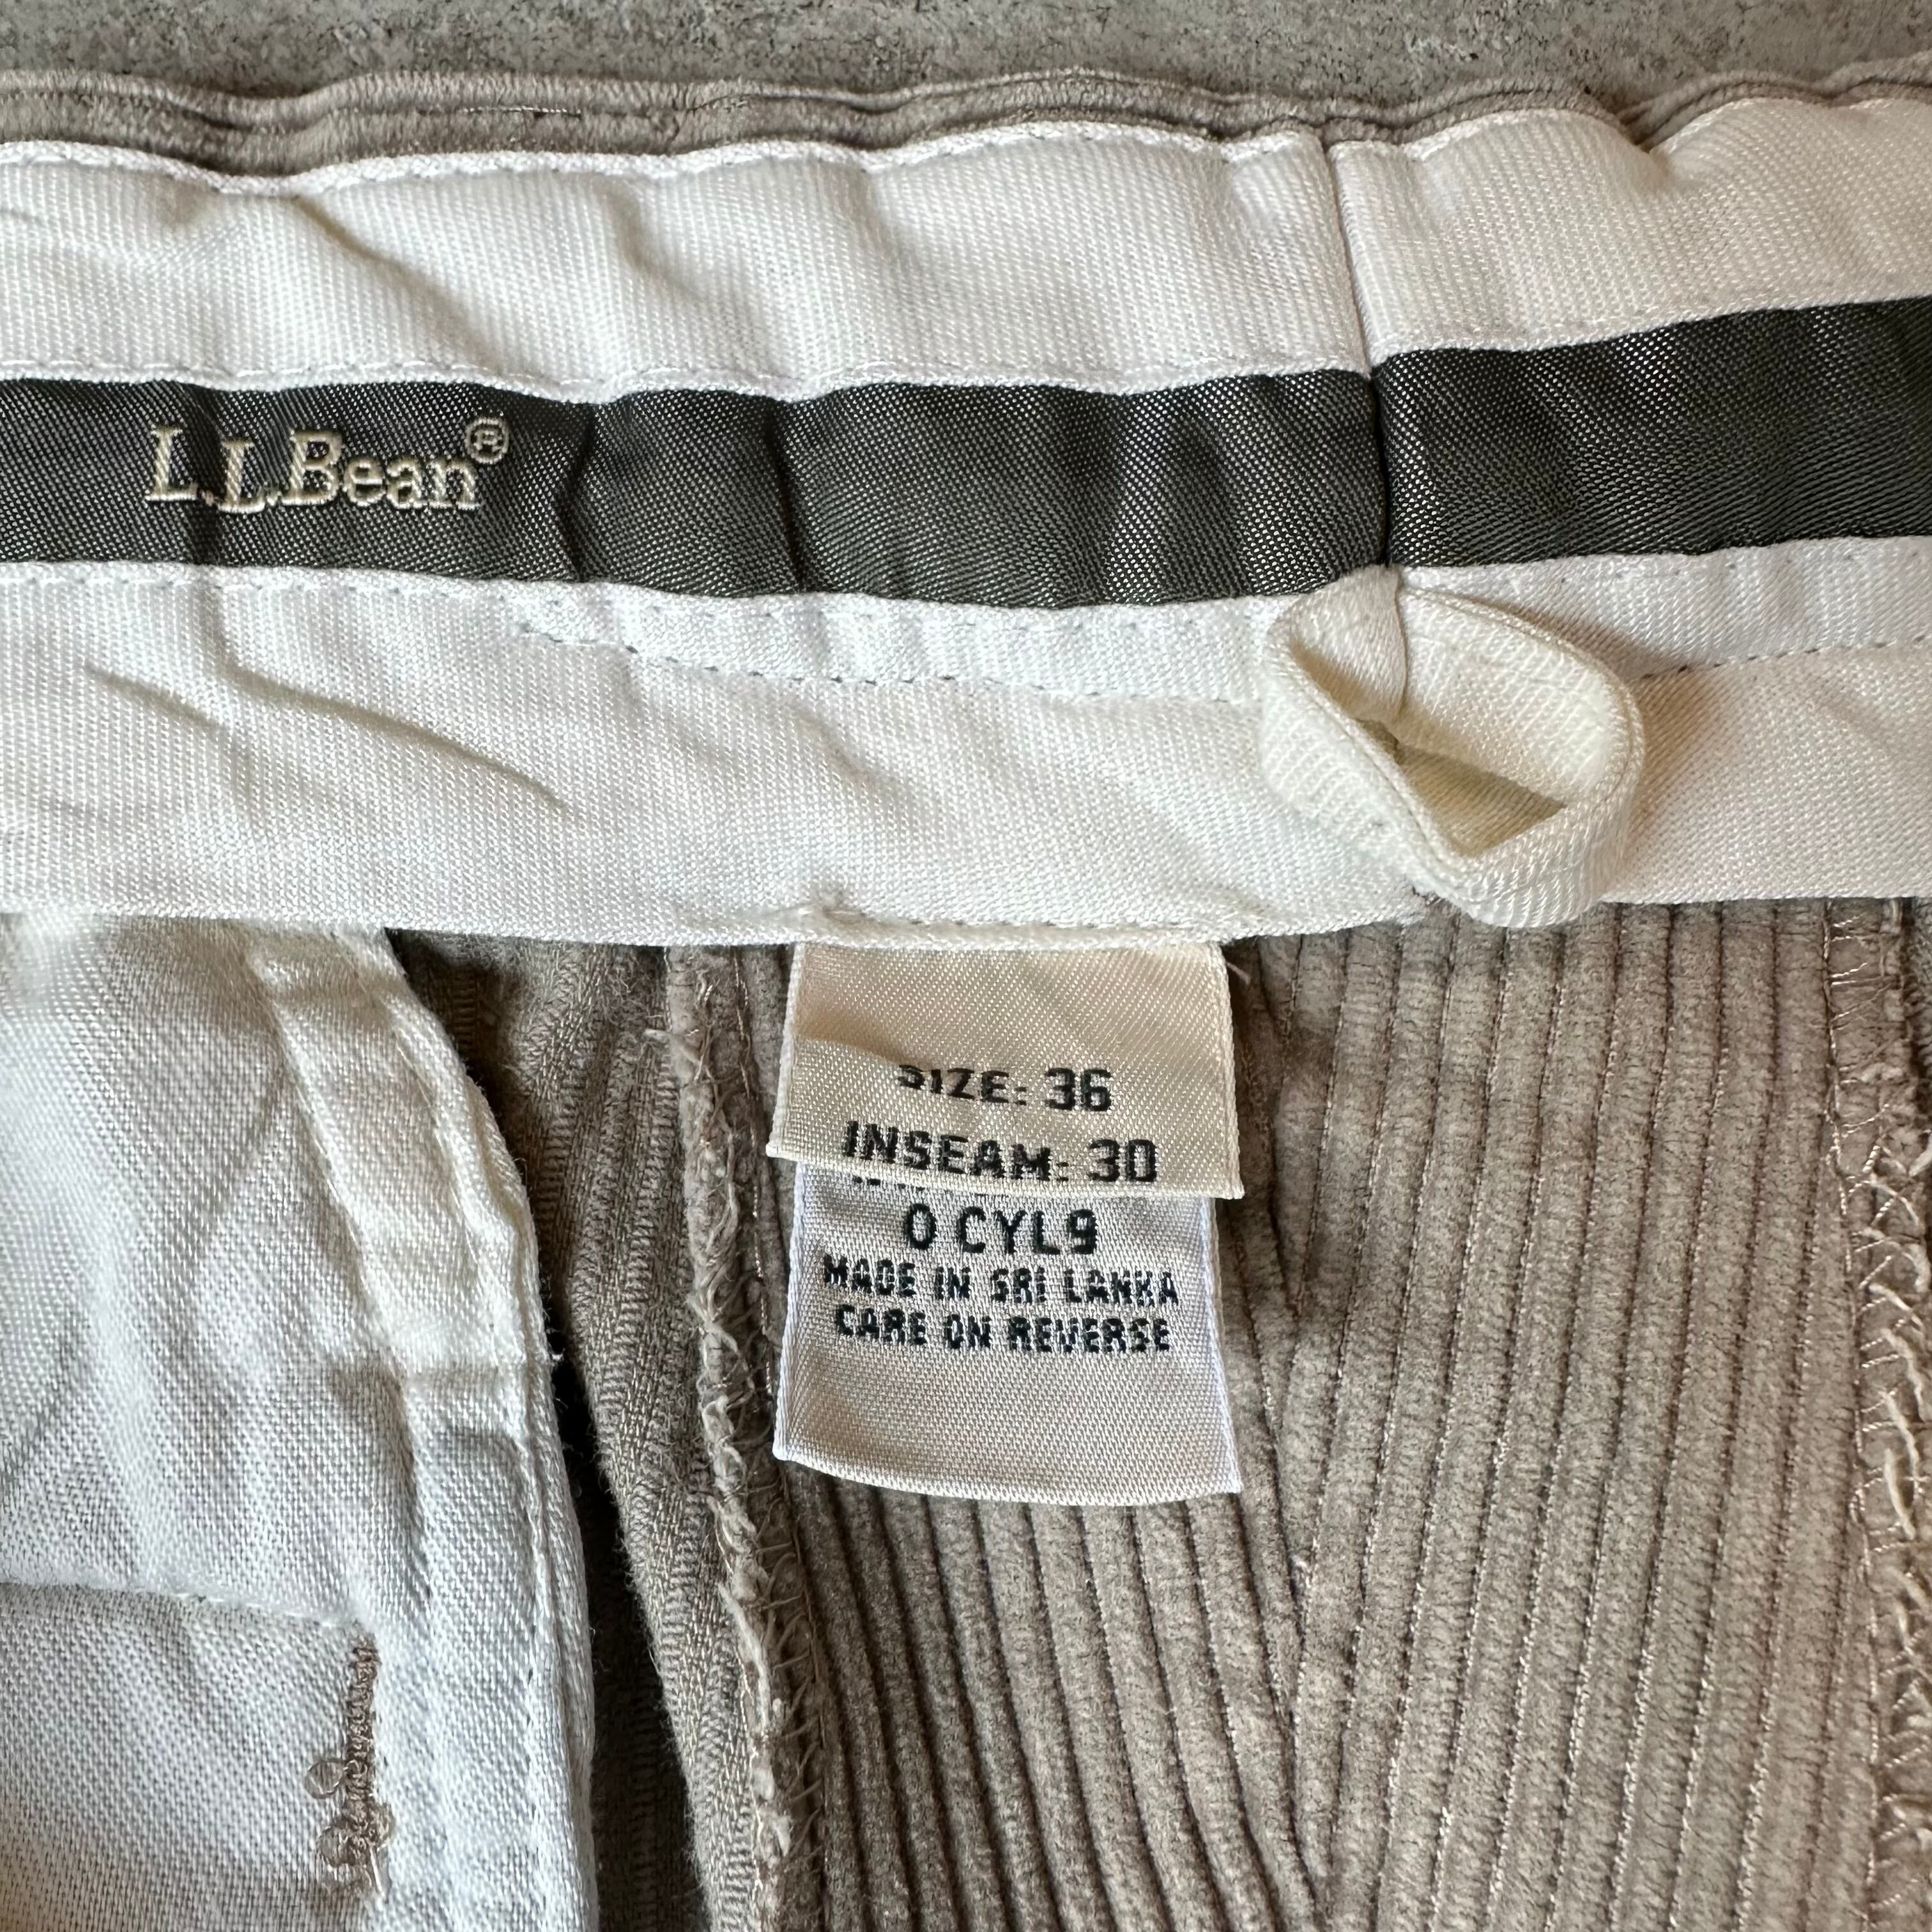 L.L.Bean®
SIZE: 36
INSEAM: 30
0 CYL9
MADE IN SRI LANKA
CARE ON REVERSE